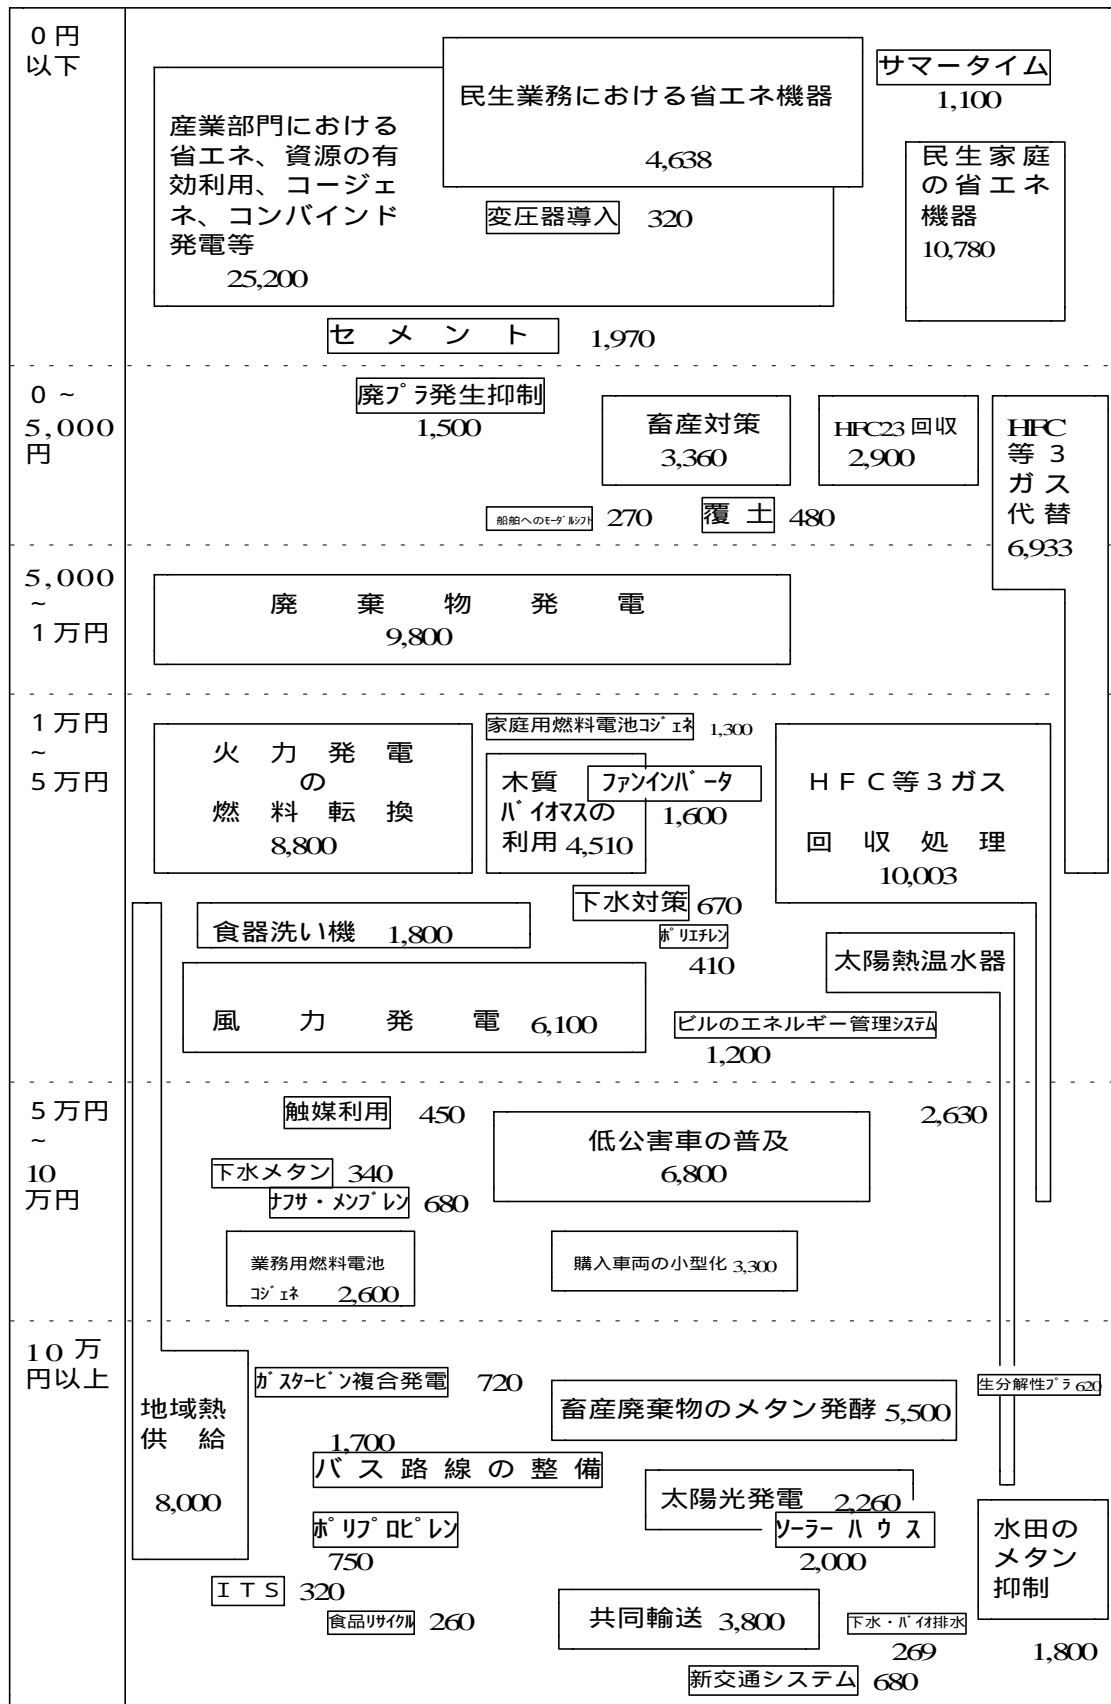 ０円
以下
民生業務における省エネ機器
4,638
サマータイム
1,100
産業部門における
省エネ、資源の有
効利用、コージェ
ネ、コンバインド
発電等
25,200
変圧器導入 320
民生家庭
の省エネ
機器
10,780
セメント 1,970
０~
5,000
円
廃プラ発生抑制
1,500
畜産対策
3,360
HFC23回収
2,900
HFC
等３
ガス
代替
6,933
船舶へのモーダルシフト 270
覆土 480
5,000
~
１万円
廃棄物発電
9,800
１万円
~
５万円
火力発電
の
燃料転換
8,800
家庭用燃料電池コジェネ 1,300
木質
バイオマスの
利用 4,510
ファンインバータ
1,600
ＨＦＣ等３ガス
回収処理
10,003
下水対策 670
食器洗い機 1,800
ポリエチレン
410
太陽熱温水器
風力発電 6,100
ビルのエネルギー管理システム
1,200
５万円
~
10
万円
触媒利用 450
低公害車の普及
6,800
2,630
下水メタン 340
ナフサ・メンブレン 680
業務用燃料電池
コジェネ 2,600
購入車両の小型化 3,300
10万
円以上
地域熱
供給
8,000
ガスタービン複合発電 720
畜産廃棄物のメタン発酵 5,500
生分解性プラ 620
1,700
バス路線の整備
太陽光発電 2,260
ポリプロピレン
750
ソーラーハウス
2,000
水田の
メタン
抑制
1,800
ＩＴＳ 320
食品リサイクル 260
共同輸送 3,800
下水・バイオ排水
269
新交通システム 680